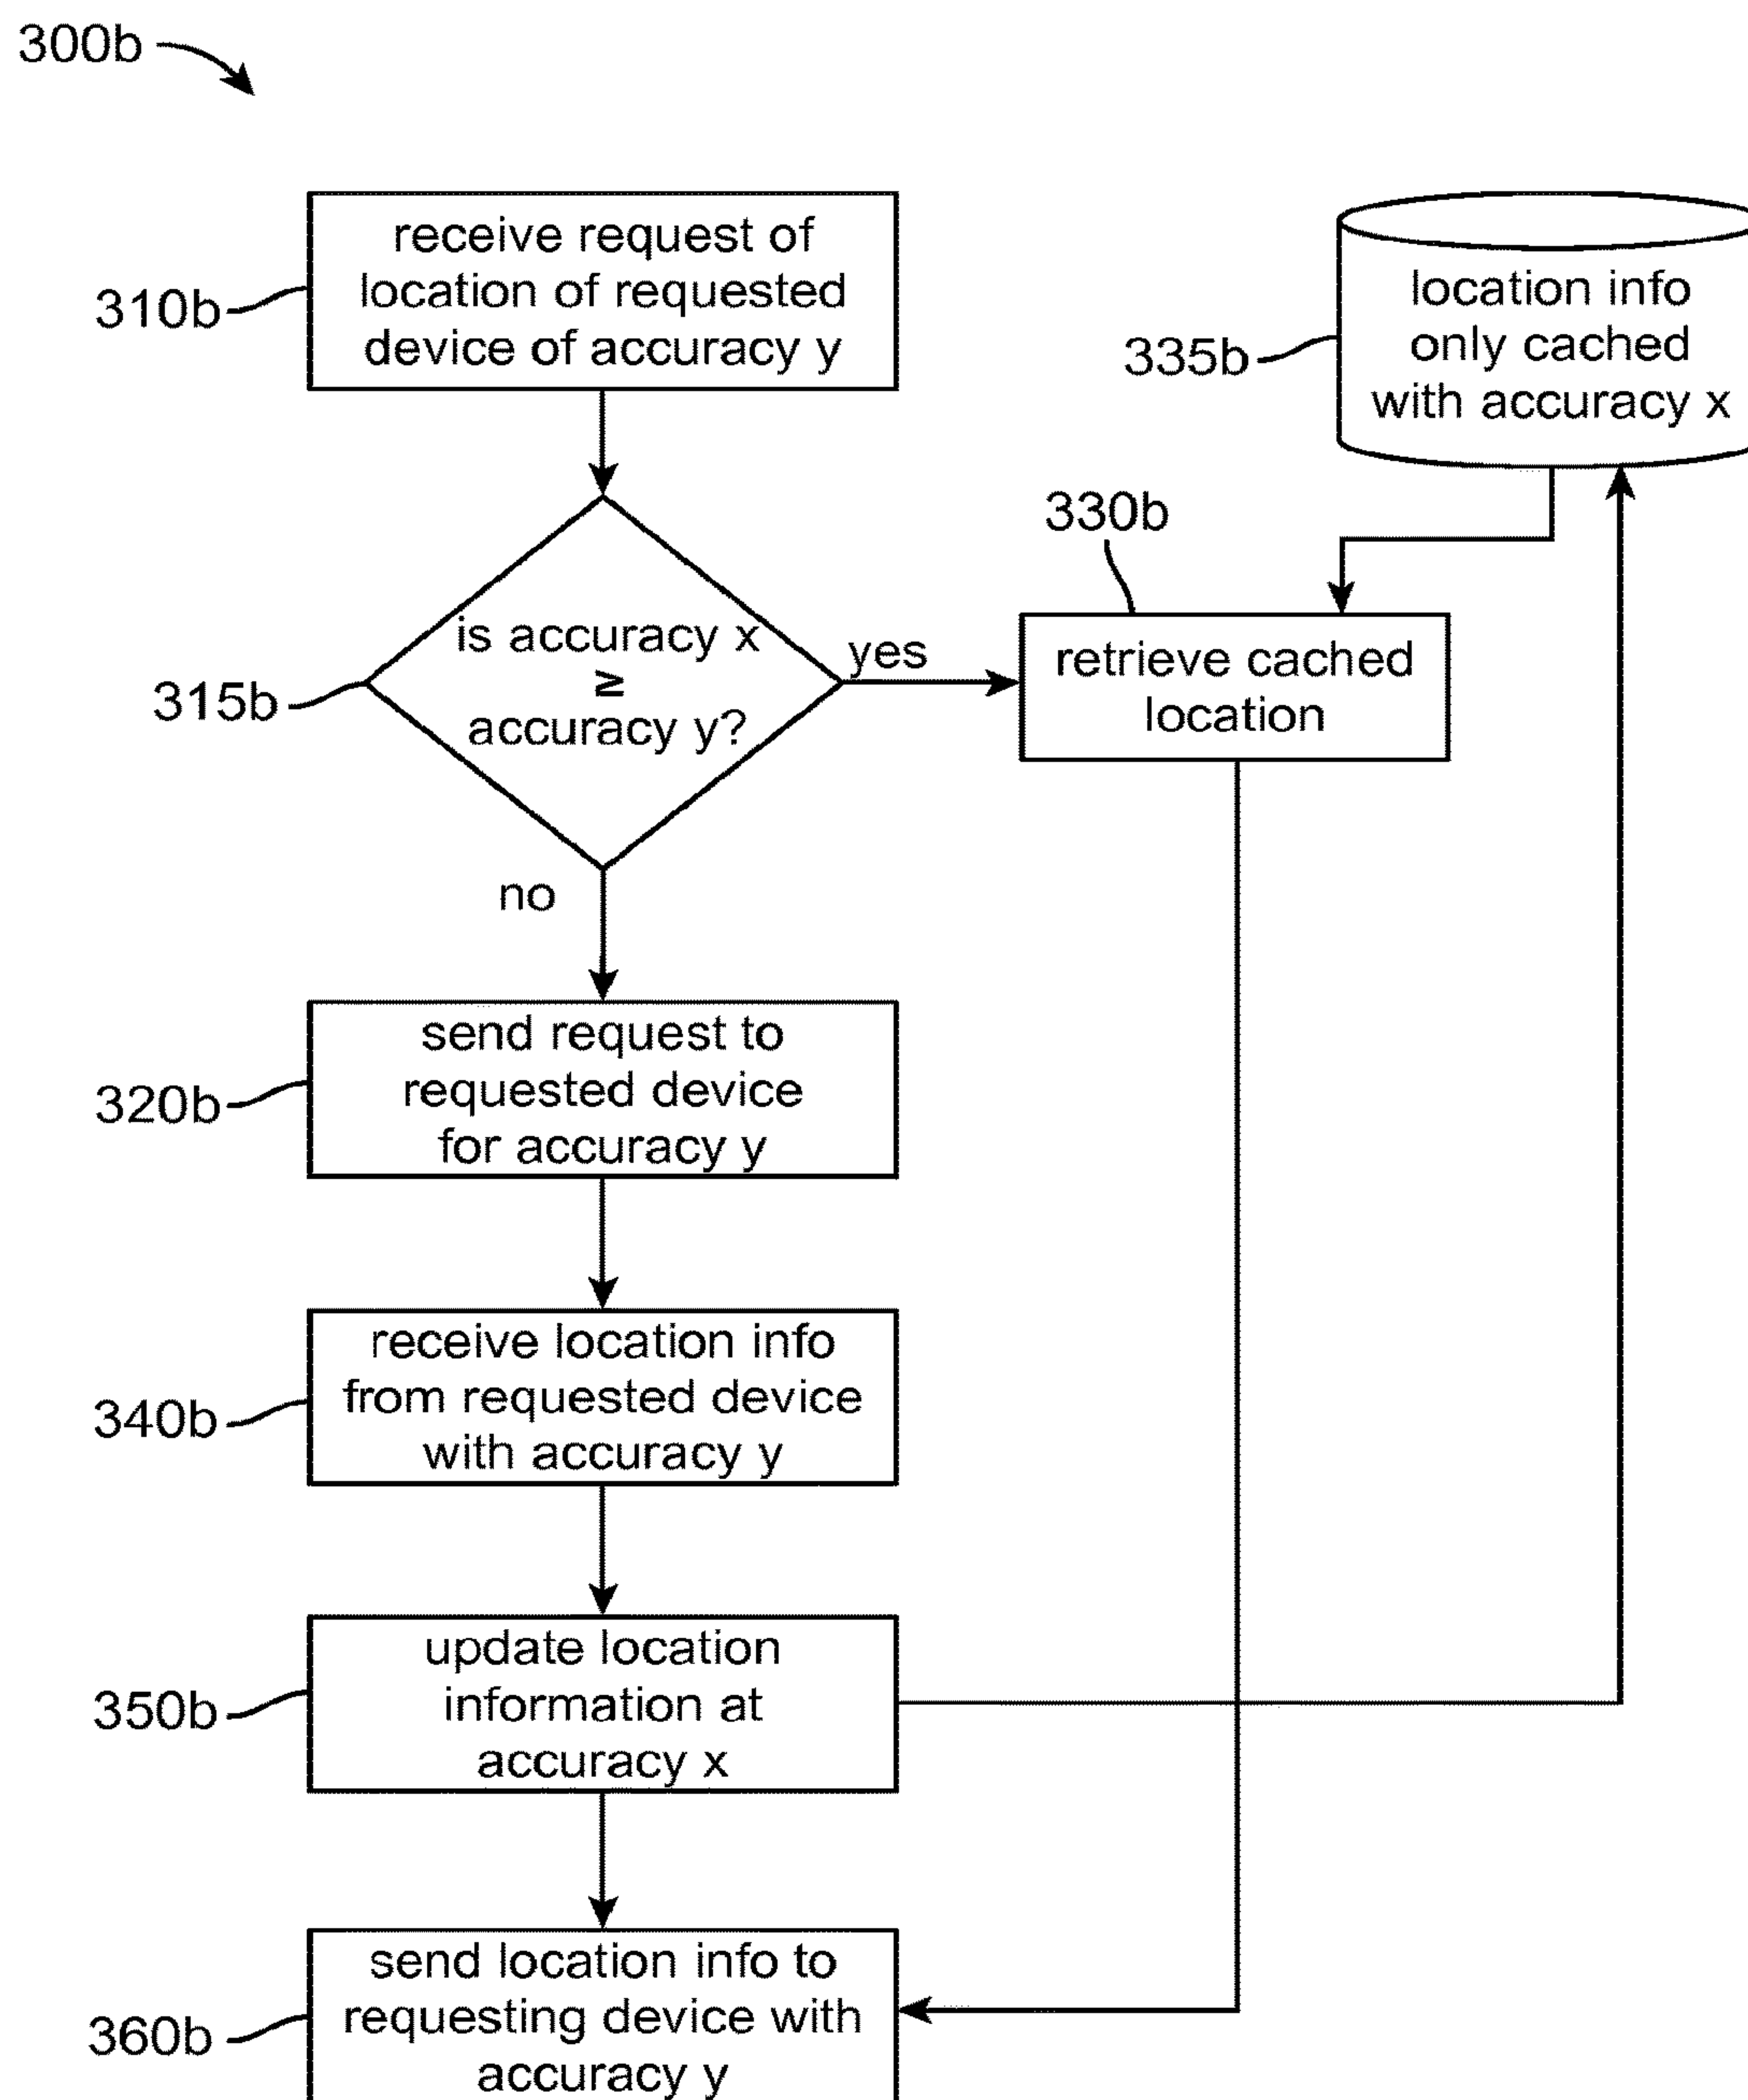 300b
310b
receive request of
location of requested
device of accuracy y
335b
location info
only cached
with accuracy x
315b
is accuracy x
≥
accuracy y?
yes
no
330b
retrieve cached
location
320b
send request to
requested device
for accuracy y
340b
receive location info
from requested device
with accuracy y
350b
update location
information at
accuracy x
360b
send location info to
requesting device with
accuracy y